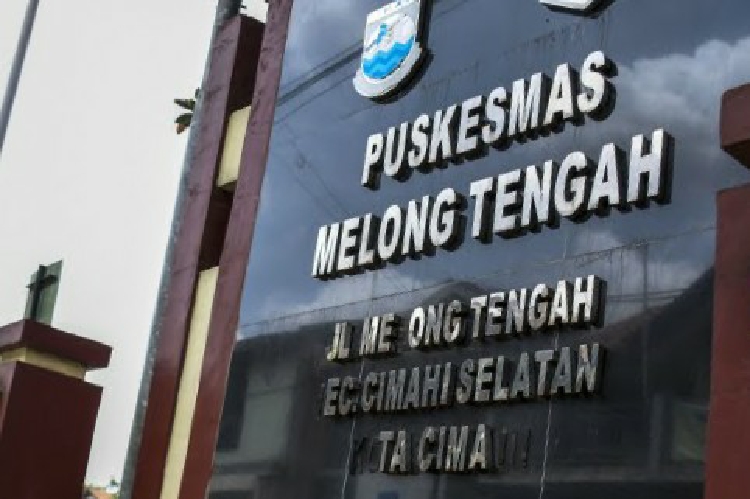 PUSKESMAS
MELONG TENGAH
JL ME ONG TENGAH
EC. CIMAHI SELATAN
TA CIMA